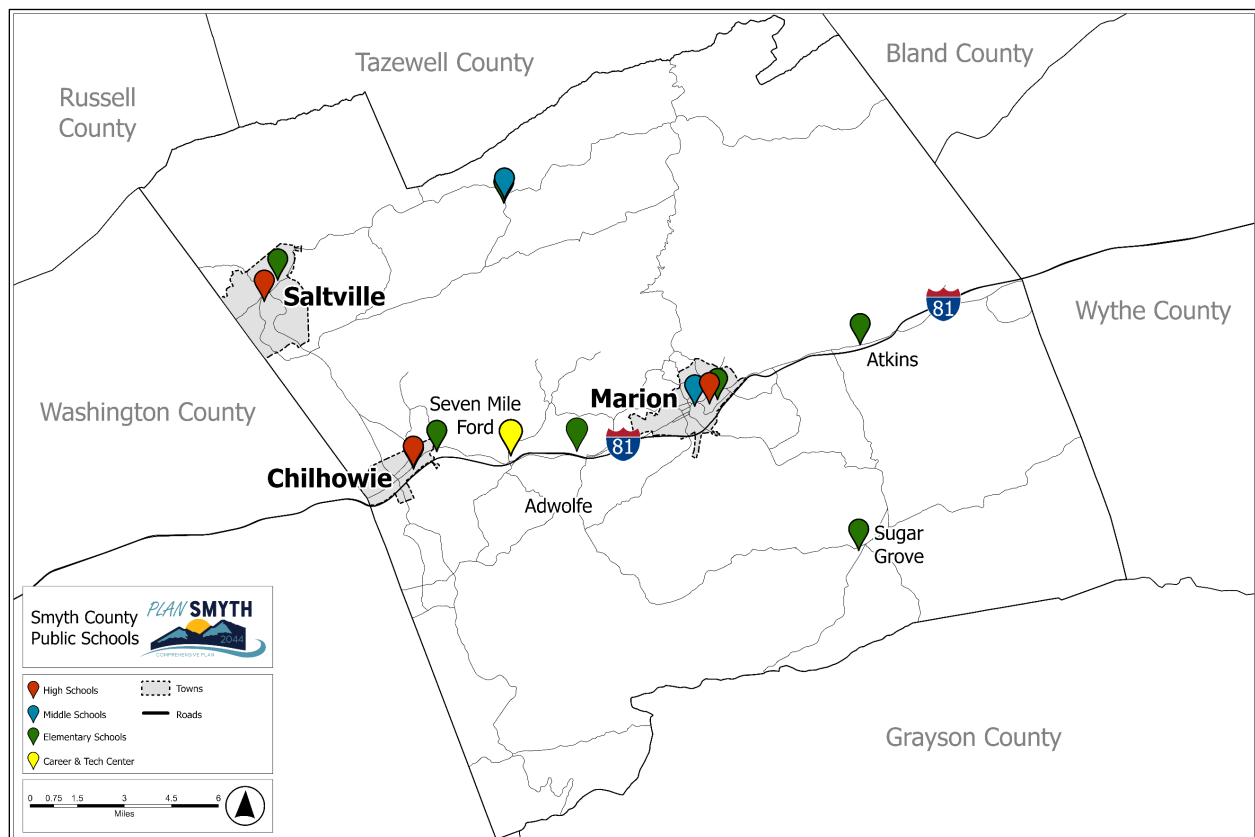 Tazewell County
Bland County
Russell
County
Saltville
81
Wythe County
Atkins
Washington County
Marion
Seven Mile
Ford
81
Chilhowie
Adwolfe
Sugar
Grove
Smyth County
Public Schools
PLAN SMYTH
2044
COMPREHENSIVE PLAN
High Schools
Towns
Middle Schools
Roads
Elementary Schools
Career & Tech Center
Grayson County
0 0.75 1.5 3 4.5 6
Miles